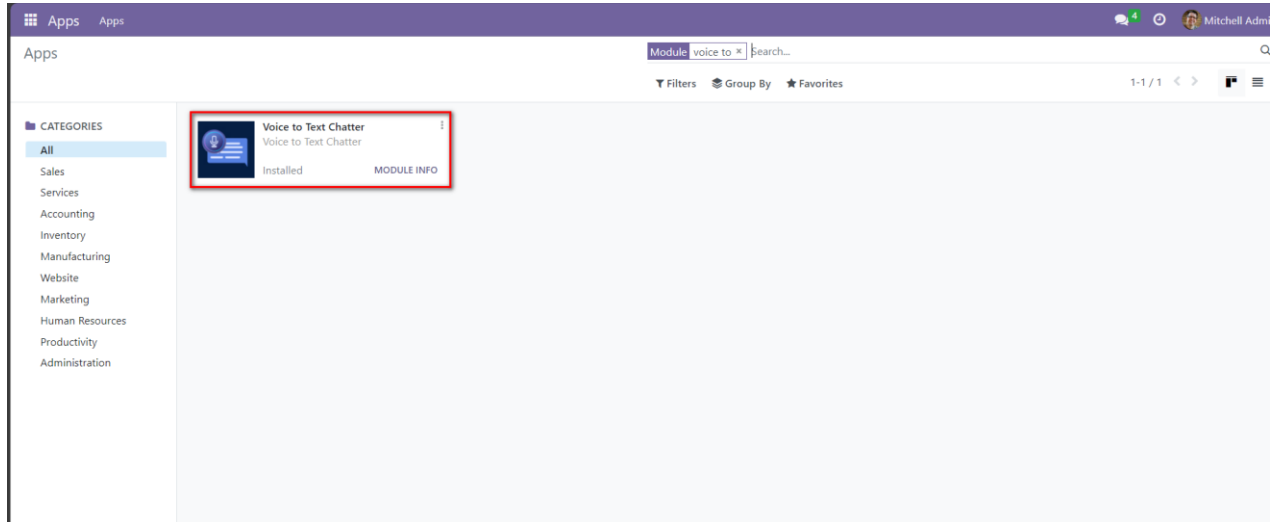 Apps Apps 4 Mitchell Admi
Apps
Module voice to × Search...
Filters Group By Favorites 1-1 / 1
CATEGORIES
All
Sales
Services
Accounting
Inventory
Manufacturing
Website
Marketing
Human Resources
Productivity
Administration
Voice to Text Chatter
Voice to Text Chatter
Installed MODULE INFO